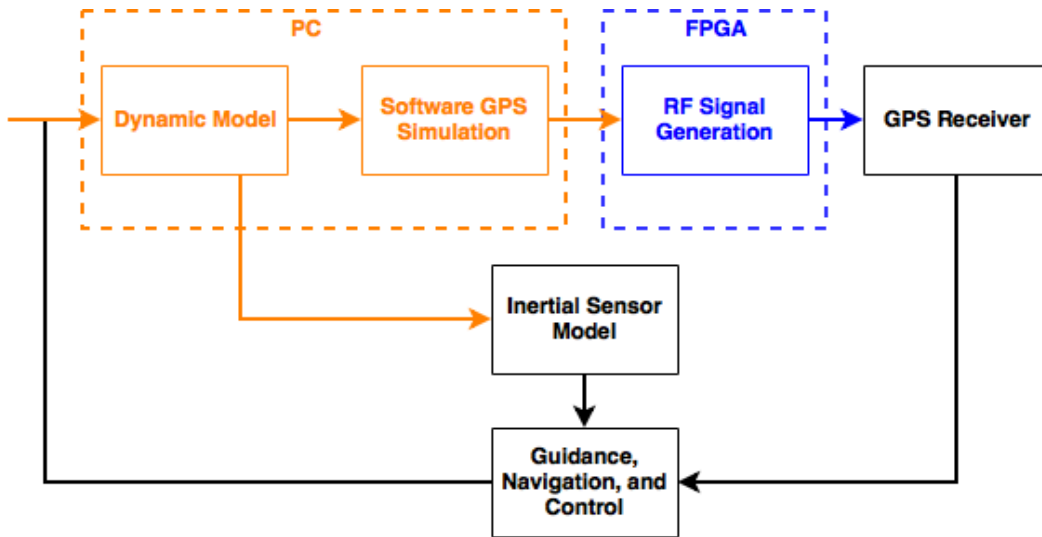 PC
FPGA
Dynamic Model
Software GPS
Simulation
RF Signal
Generation
GPS Receiver
Inertial Sensor
Model
Guidance,
Navigation, and
Control